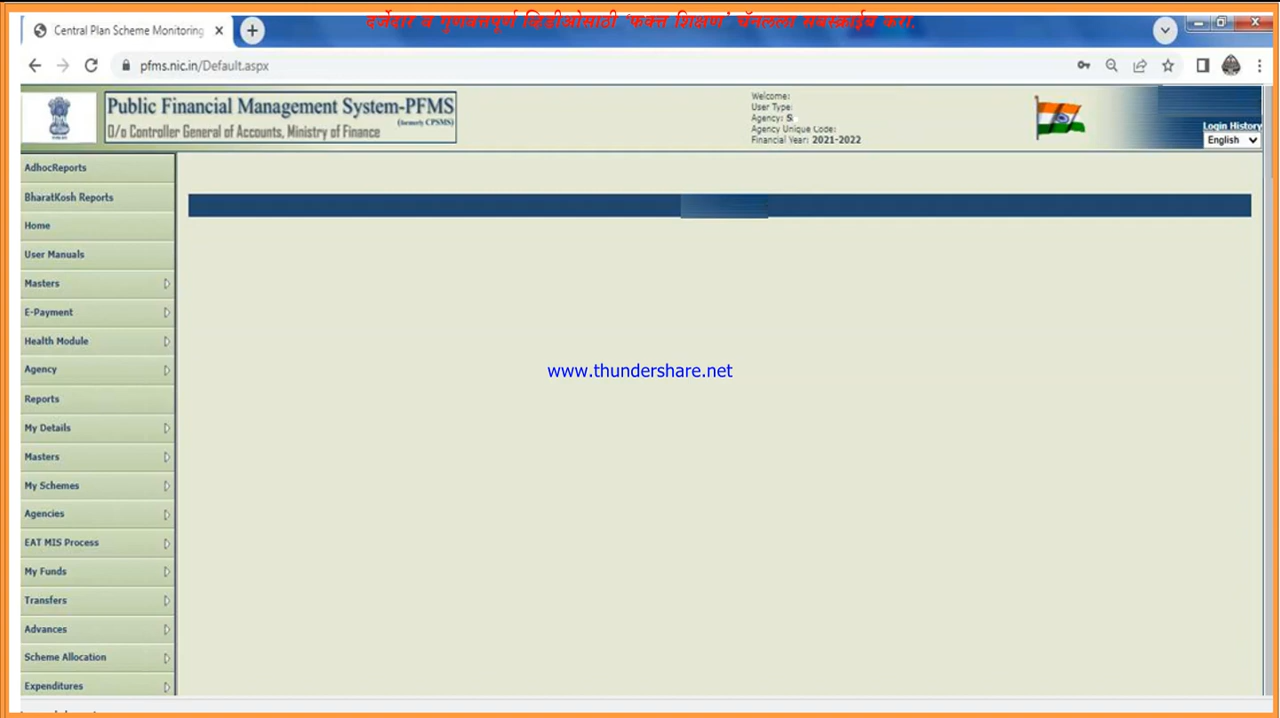 दर्जेदार व गुणवत्तापूर्ण व्हिडीओसाठी 'फक्त शिक्षण' चॅनलला सबस्क्राईब करा.
Central Plan Scheme Monitoring
pfms.nic.in/Default.aspx
Public Financial Management System-PFMS
(formerly CPSMS)
O/o Controller General of Accounts, Ministry of Finance
Welcome:
User Type:
Agency: S
Agency Unique Code:
Financial Year: 2021-2022
Login History
English
AdhocReports
BharatKosh Reports
Home
User Manuals
Masters
E-Payment
Health Module
Agency
Reports
My Details
Masters
My Schemes
Agencies
EAT MIS Process
My Funds
Transfers
Advances
Scheme Allocation
Expenditures
www.thundershare.net